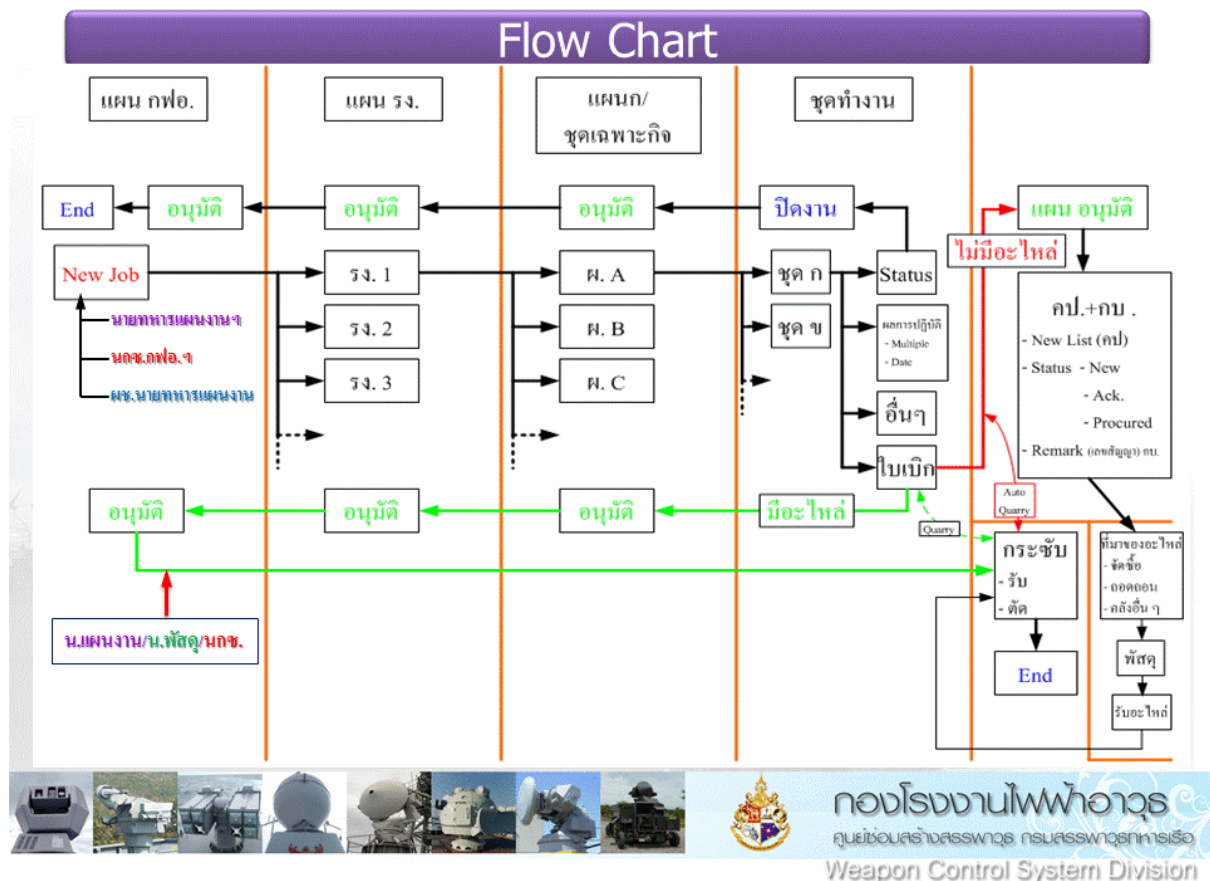 Flow Chart
แผน กฟอ.
แผน รง.
แผนก/
ชุดเฉพาะกิจ
ชุดทำงาน
End
อนุมัติ
อนุมัติ
อนุมัติ
ปิดงาน
แผน อนุมัติ
ไม่มีอะไหล่
New Job
รง. 1
ผ. A
ชุด ก
Status
นายทหารแผนงานฯ
รง. 2
ผ. B
ชุด ข
ผลการปฏิบัติ
- Multiple
- Date
นกช.กฟอ.ฯ
ผช.นายทหารแผนงาน
รง. 3
ผ. C
อื่นๆ
ใบเบิก
คป.+กบ .
- New List (คป)
- Status - New
- Ack.
- Procured
- Remark (เลขสัญญา) กบ.
อนุมัติ
อนุมัติ
อนุมัติ
มีอะไหล่
Quarry
Auto
Quarry
กระซับ
- รับ
- ตัด
ที่มาของอะไหล่
- จัดซื้อ
- ถอดถอน
- คลังอื่น ๆ
น.แผนงาน/น.พัสดุ/นกช.
End
พัสดุ
รับอะไหล่
กองโรงงานไฟฟ้าอาวุธ
ศูนย์ซ่อมสร้างสรรพาวุธ กรมสรรพาวุธทหารเรือ
Weapon Control System Division